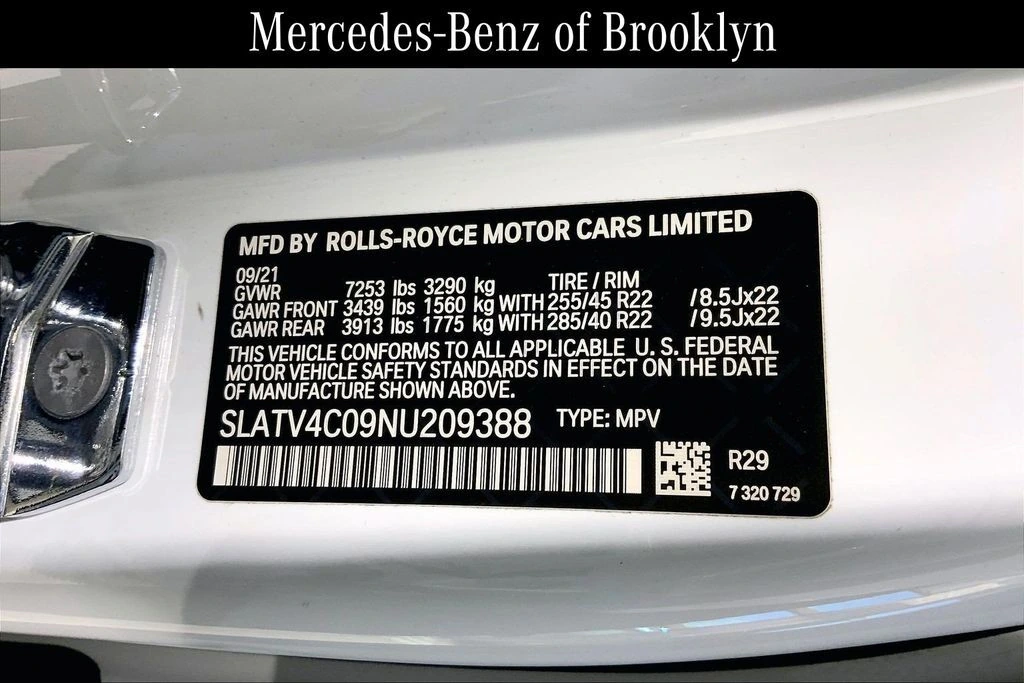 Mercedes-Benz of Brooklyn
MFD BY ROLLS-ROYCE MOTOR CARS LIMITED
09/21
GVWR 7253 lbs 3290 kg TIRE / RIM
GAWR FRONT 3439 lbs 1560 kg WITH 255/45 R22 /8.5Jx22
GAWR REAR 3913 lbs 1775 kg WITH 285/40 R22 /9.5Jx22
THIS VEHICLE CONFORMS TO ALL APPLICABLE U. S. FEDERAL
MOTOR VEHICLE SAFETY STANDARDS IN EFFECT ON THE DATE
OF MANUFACTURE SHOWN ABOVE.
SLATV4C09NU209388 TYPE: MPV
R29
7 320 729